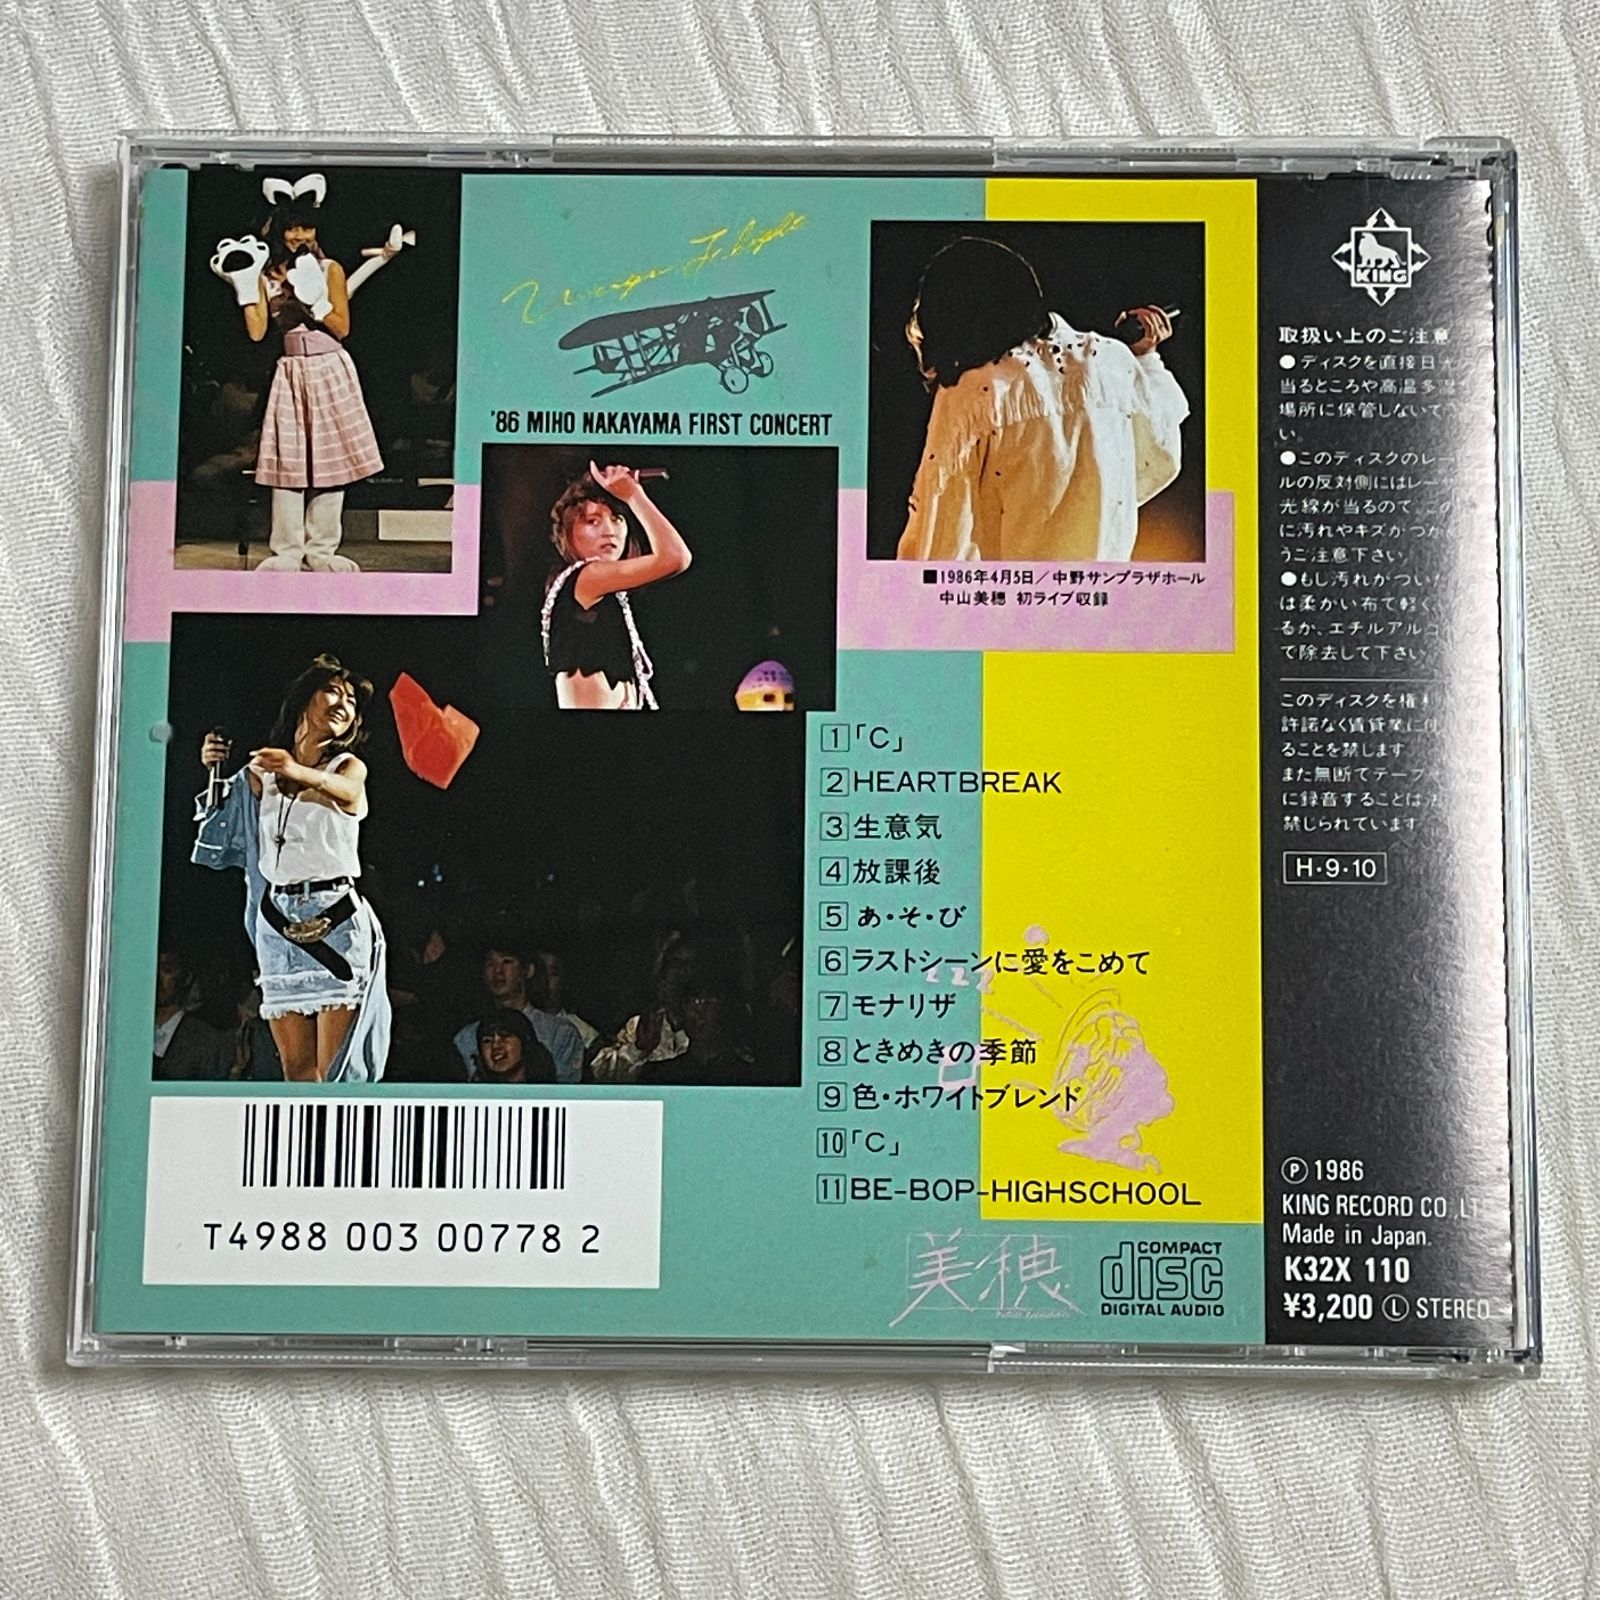 '86 MIHO NAKAYAMA FIRST CONCERT
■1986年4月5日/中野サンプラザホール
中山美穂 初ライブ収録
1「C」
2 HEARTBREAK
3 生意気
4 放課後
5 あ・そ・び
6 ラストシーンに愛をこめて
7 モナリザ
8 ときめきの季節
9 色・ホワイトブレンド
10「C」
11 BE-BOP-HIGHSCHOOL
T4988 003 00778 2
美穂
COMPACT
disc
DIGITAL AUDIO
KING
取扱い上のご注意
●ディスクを直接日光
当るところや高温多湿
場所に保管しないで
い。
●このディスクのレー
ルの反対側にはレー
光線が当るので、この
に汚れやキズがつか
うご注意下さい。
●もし汚れがついた
は柔かい布で軽く
るか、エチルアルコ
で除去して下さい
このディスクを権利
許諾なく賃貸業に使
ることを禁じます
また無断でテープ 他
に録音することは法
禁じられています
H・9・10
Ⓟ 1986
KING RECORD CO.,LT
Made in Japan.
K32X 110
¥3,200 Ⓛ STEREO